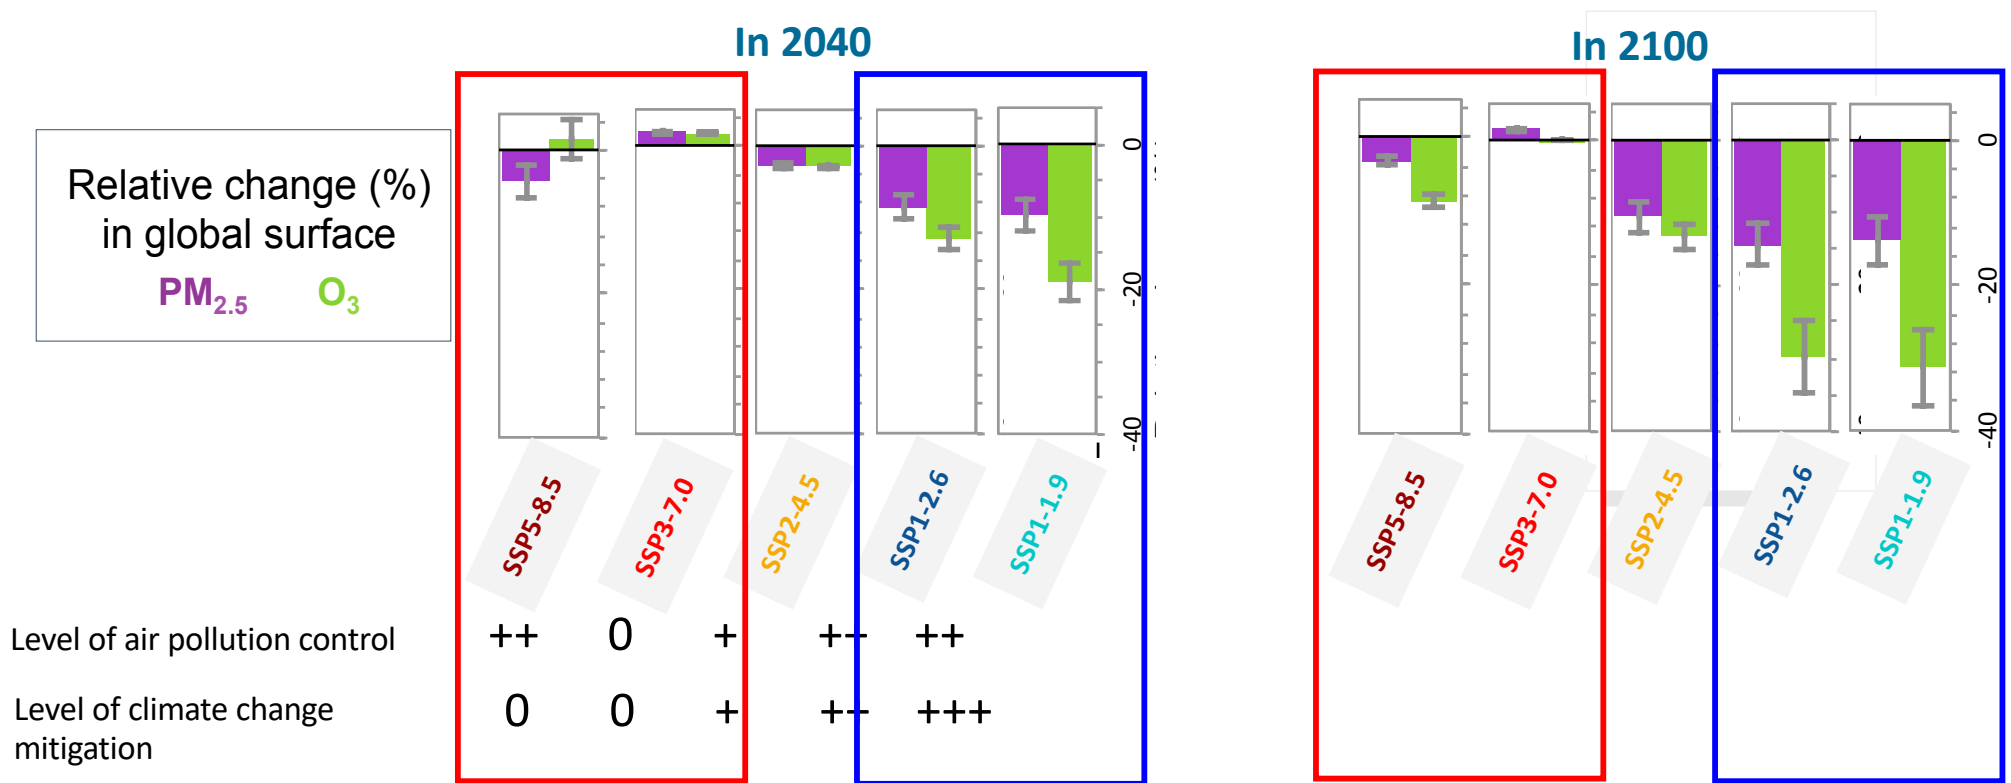 In 2040
In 2100
Relative change (%)
in global surface
PM2.5 O3
0
-20
-40
0
-20
-40
SSP5-8.5
SSP3-7.0
SSP2-4.5
SSP1-2.6
SSP1-1.9
SSP5-8.5
SSP3-7.0
SSP2-4.5
SSP1-2.6
SSP1-1.9
Level of air pollution control ++ 0 + ++ ++
Level of climate change 0 0 + ++ +++
mitigation